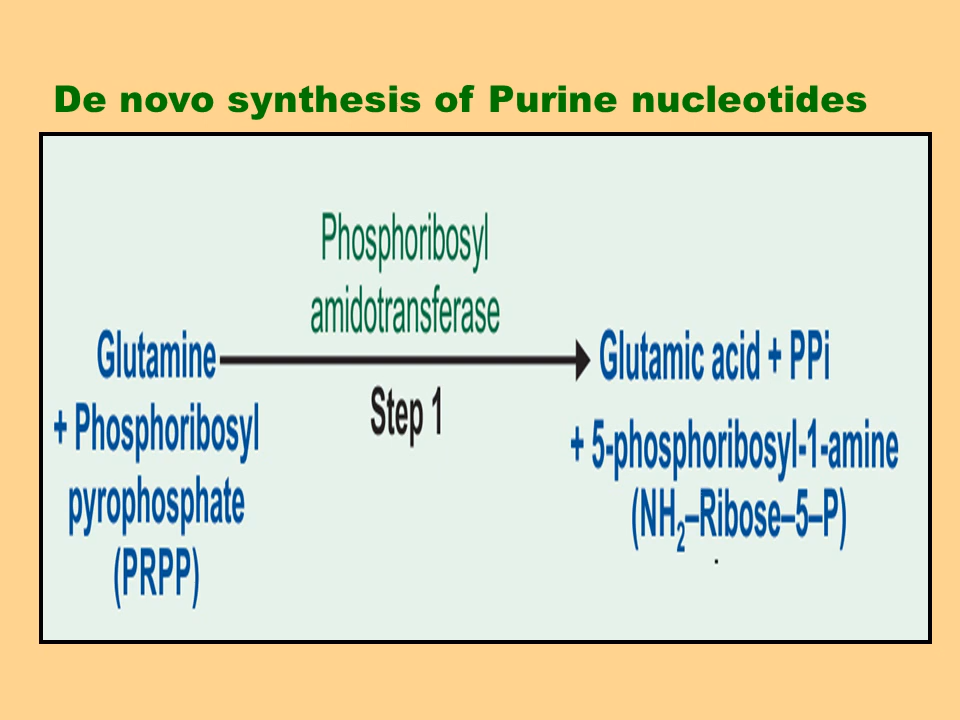 De novo synthesis of Purine nucleotides
Phosphoribosyl
amidotransferase
Glutamine
+ Phosphoribosyl
pyrophosphate
(PRPP)
Step 1
Glutamic acid + PPi
+ 5-phosphoribosyl-1-amine
(NH₂–Ribose–5–P)
.